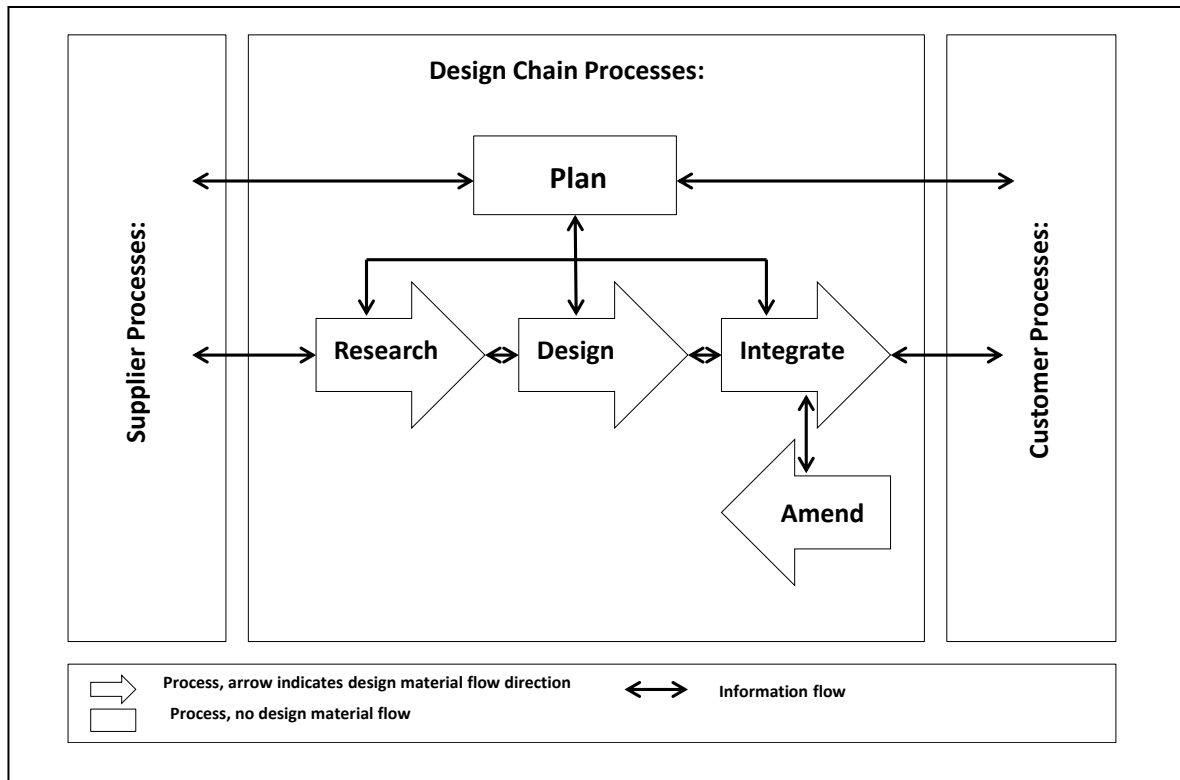 Design Chain Processes:
Plan
Supplier Processes:
Customer Processes:
Research
Design
Integrate
Amend
Process, arrow indicates design material flow direction
Information flow
Process, no design material flow